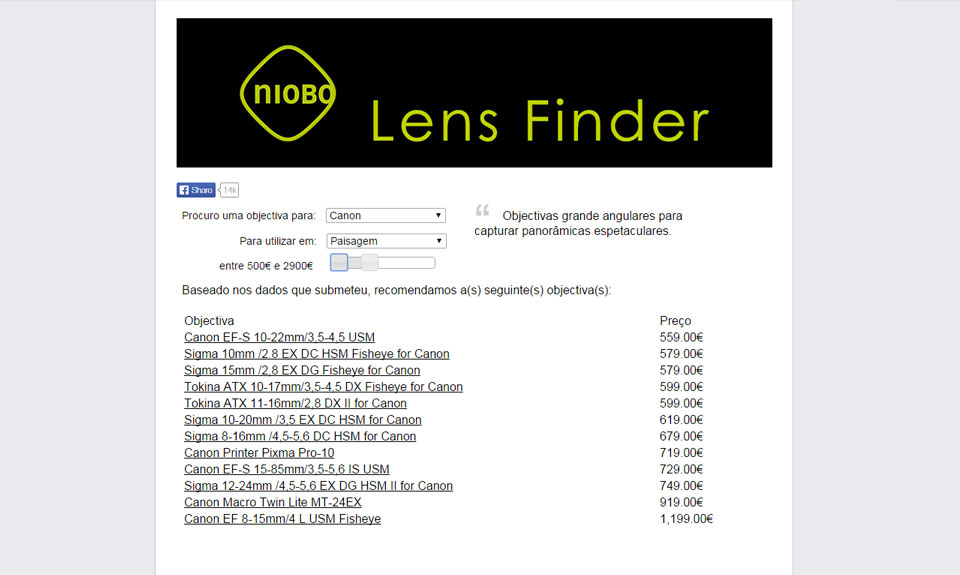 NIOBO
Lens Finder
Share 14k
Procuro uma objectiva para: Canon
Para utilizar em: Paisagem
entre 500€ e 2900€
“ Objectivas grande angulares para
capturar panorâmicas espetaculares.
Baseado nos dados que submeteu, recomendamos a(s) seguinte(s) objectiva(s):
Objectiva Preço
Canon EF-S 10-22mm/3,5-4,5 USM 559.00€
Sigma 10mm /2.8 EX DC HSM Fisheye for Canon 579.00€
Sigma 15mm /2,8 EX DG Fisheye for Canon 579.00€
Tokina ATX 10-17mm/3,5-4,5 DX Fisheye for Canon 599.00€
Tokina ATX 11-16mm/2,8 DX II for Canon 599.00€
Sigma 10-20mm /3,5 EX DC HSM for Canon 619.00€
Sigma 8-16mm /4,5-5,6 DC HSM for Canon 679.00€
Canon Printer Pixma Pro-10 719.00€
Canon EF-S 15-85mm/3,5-5,6 IS USM 729.00€
Sigma 12-24mm /4,5-5,6 EX DG HSM II for Canon 749.00€
Canon Macro Twin Lite MT-24EX 919.00€
Canon EF 8-15mm/4 L USM Fisheye 1,199.00€